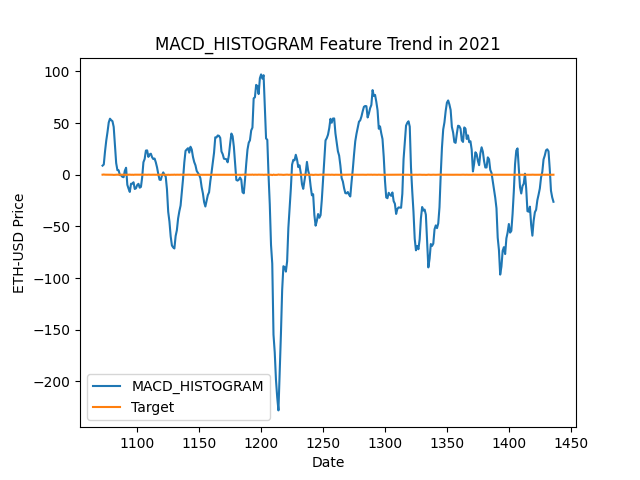 MACD_HISTOGRAM Feature Trend in 2021
ETH-USD Price
100
50
0
−50
−100
−150
−200
MACD_HISTOGRAM
Target
1100 1150 1200 1250 1300 1350 1400 1450
Date